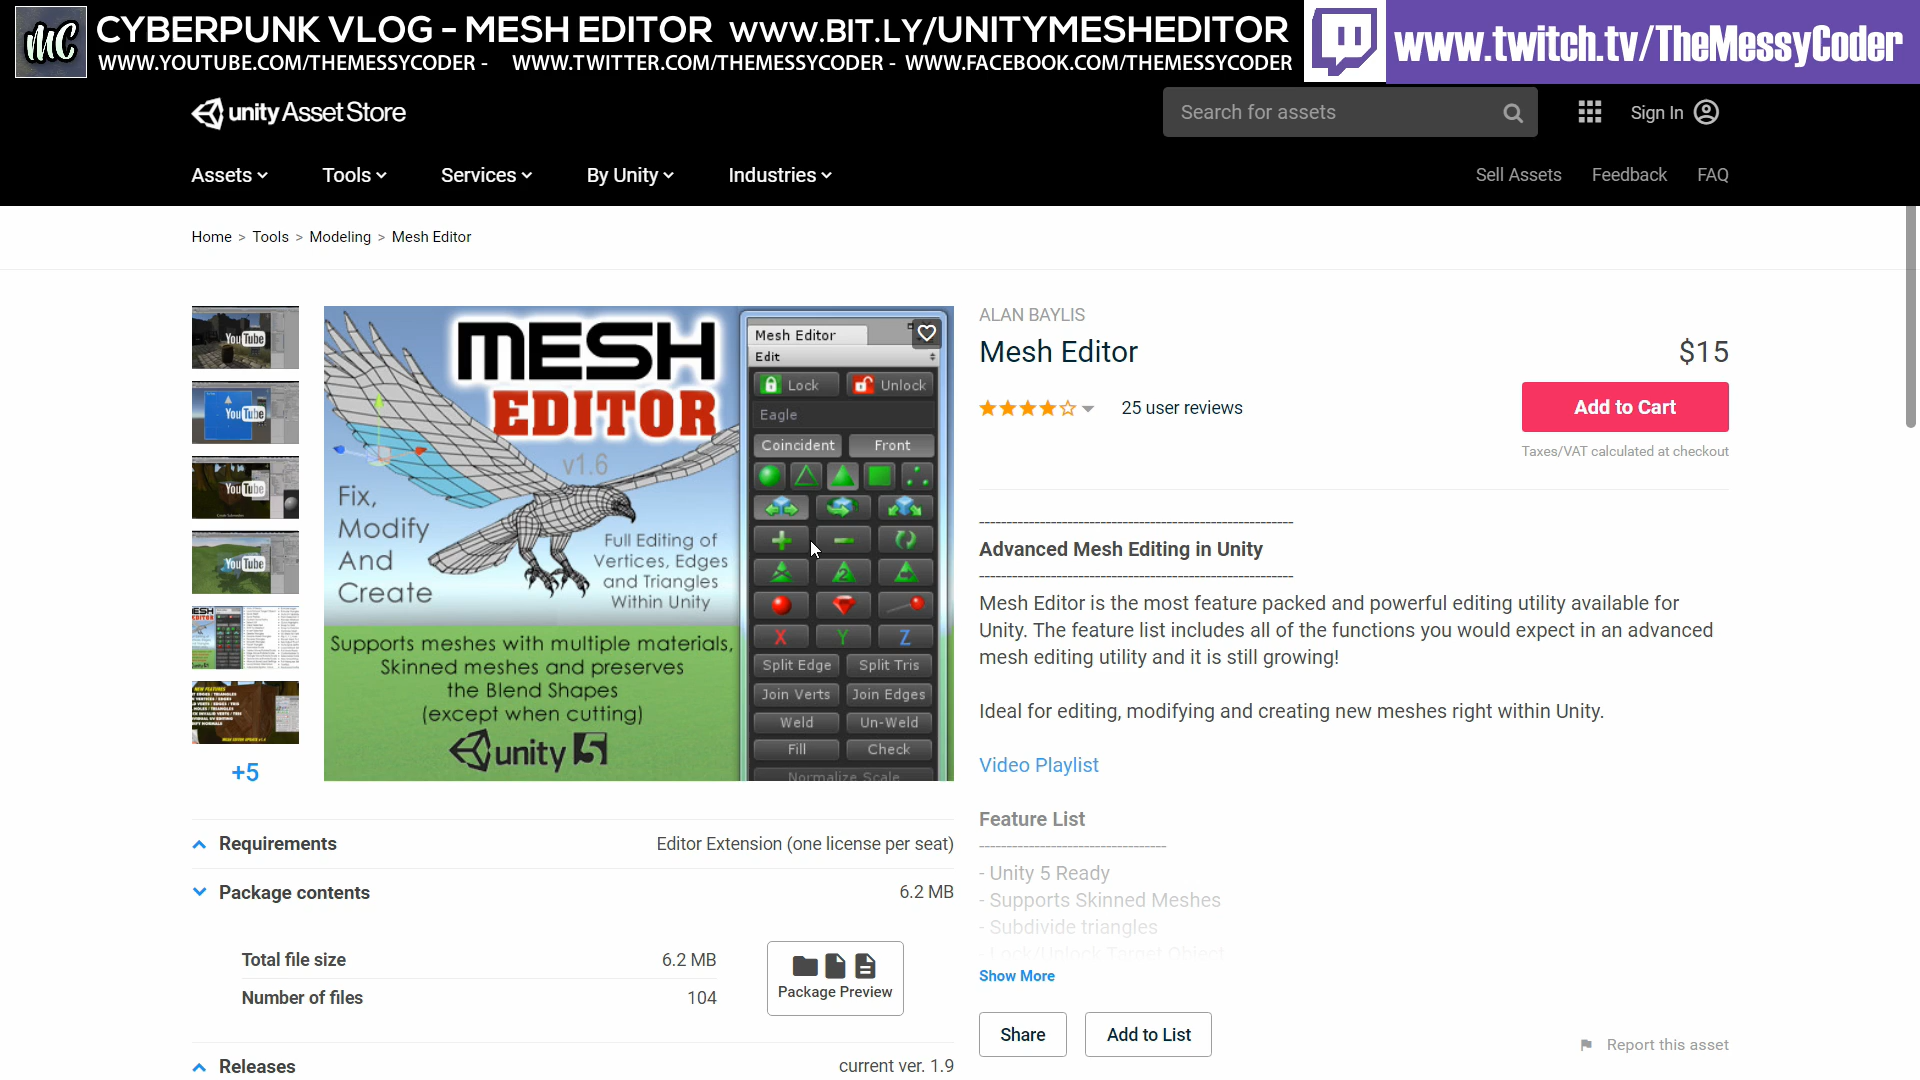 MC CYBERPUNK VLOG - MESH EDITOR WWW.BIT.LY/UNITYMESHEDITOR
WWW.YOUTUBE.COM/THEMESSYCODER - WWW.TWITTER.COM/THEMESSYCODER - WWW.FACEBOOK.COM/THEMESSYCODER
www.twitch.tv/TheMessyCoder
unity Asset Store
Search for assets
Sign In
Assets
Tools
Services
By Unity
Industries
Sell Assets
Feedback
FAQ
Home > Tools > Modeling > Mesh Editor
YouTube
YouTube
YouTube
YouTube
+5
MESH
EDITOR
v1.6
Fix,
Modify
And
Create
Full Editing of
Vertices, Edges
and Triangles
Within Unity
Supports meshes with multiple materials,
Skinned meshes and preserves
the Blend Shapes
(except when cutting)
unity 5
Mesh Editor
Edit
Lock
Unlock
Eagle
Coincident
Front
2
X
Y
Z
Split Edge
Split Tris
Join Verts
Join Edges
Weld
Un-Weld
Fill
Check
Normalize Scale
ALAN BAYLIS
Mesh Editor
$15
25 user reviews
Add to Cart
Taxes/VAT calculated at checkout
---------------------------------------------------------
Advanced Mesh Editing in Unity
---------------------------------------------------------
Mesh Editor is the most feature packed and powerful editing utility available for
Unity. The feature list includes all of the functions you would expect in an advanced
mesh editing utility and it is still growing!
Ideal for editing, modifying and creating new meshes right within Unity.
Video Playlist
Feature List
----------------------------------
- Unity 5 Ready
- Supports Skinned Meshes
- Subdivide triangles
- Lock/Unlock Target Object
Show More
Share
Add to List
Report this asset
Requirements
Editor Extension (one license per seat)
Package contents
6.2 MB
Total file size
6.2 MB
Number of files
104
Package Preview
Releases
current ver. 1.9